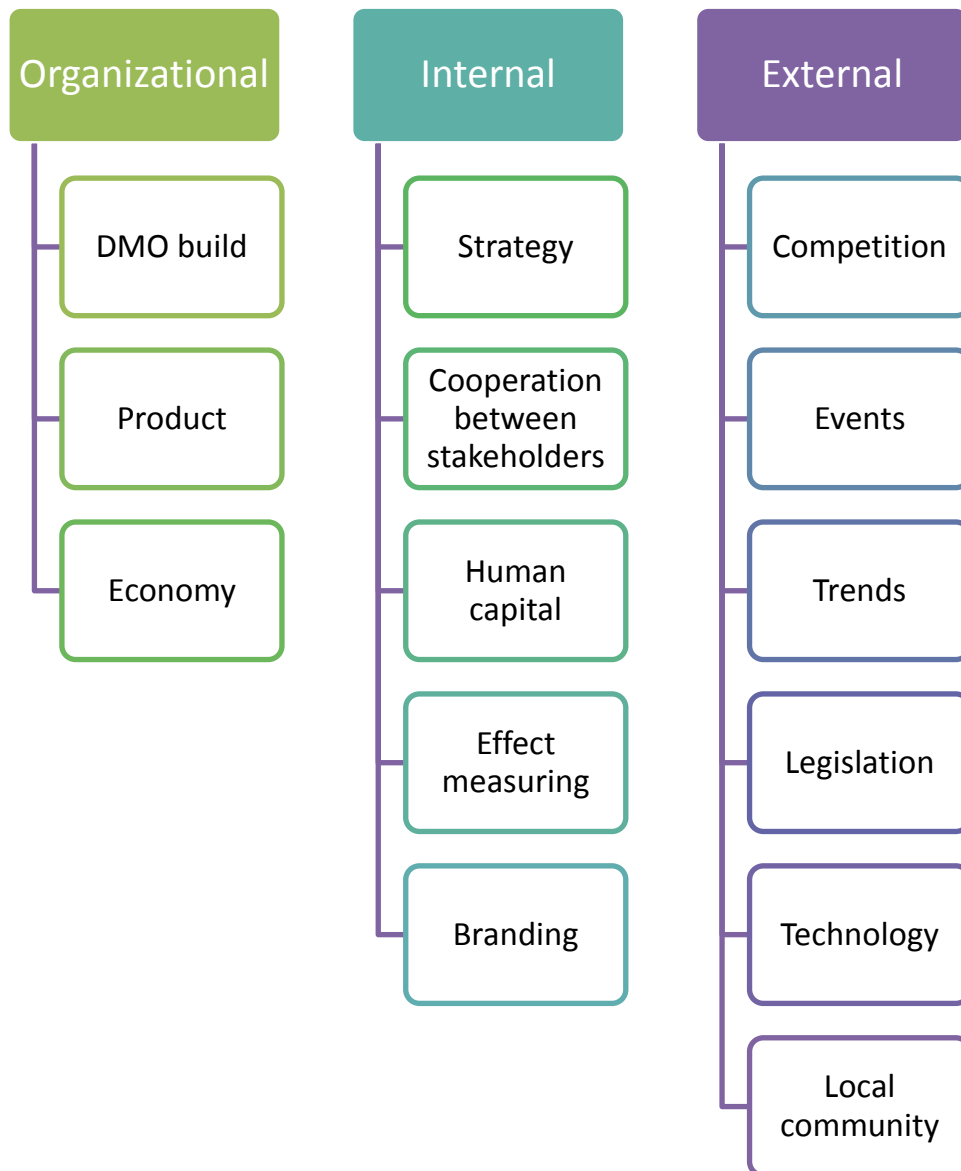 Organizational
DMO build
Product
Economy
Internal
Strategy
Cooperation
between
stakeholders
Human
capital
Effect
measuring
Branding
External
Competition
Events
Trends
Legislation
Technology
Local
community